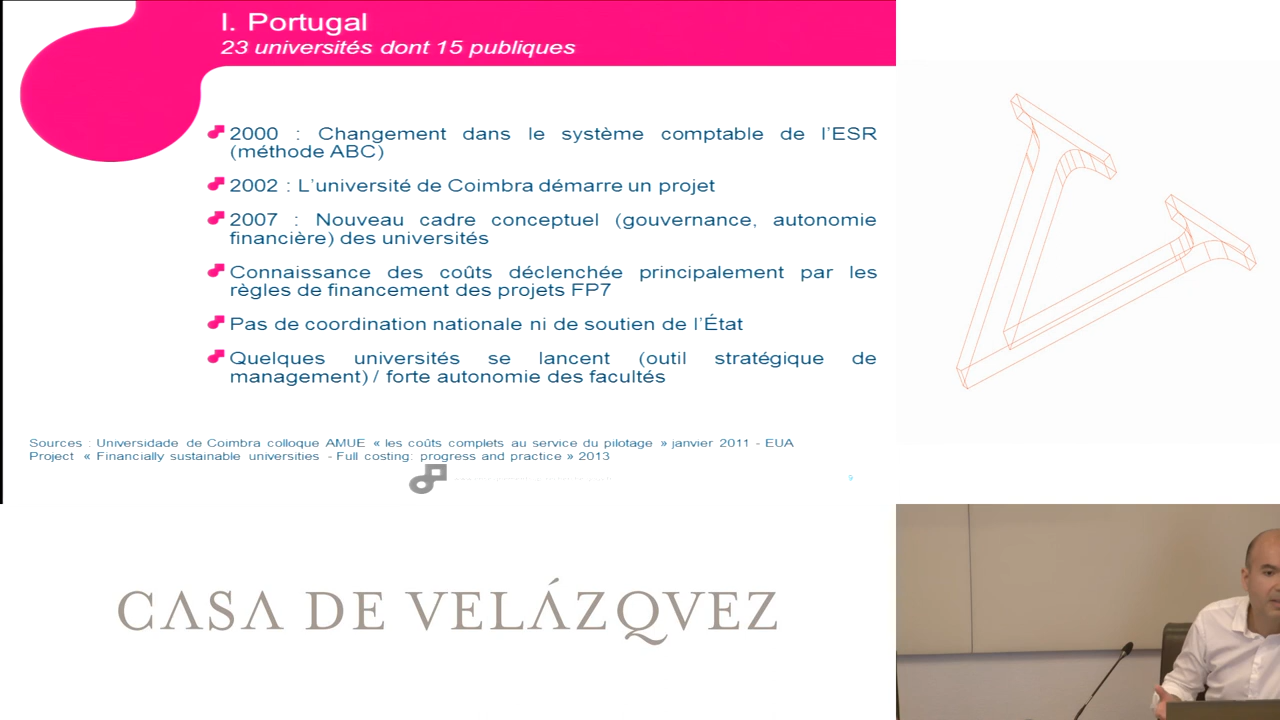 I. Portugal
23 universités dont 15 publiques
2000 : Changement dans le système comptable de l'ESR
(méthode ABC)
2002 : L'université de Coimbra démarre un projet
2007 : Nouveau cadre conceptuel (gouvernance, autonomie
financière) des universités
Connaissance des coûts déclenchée principalement par les
règles de financement des projets FP7
Pas de coordination nationale ni de soutien de l'État
Quelques universités se lancent (outil stratégique de
management) / forte autonomie des facultés
Sources : Universidade de Coimbra colloque AMUE « les coûts complets au service du pilotage » janvier 2011 - EUA
Project « Financially sustainable universities - Full costing: progress and practice » 2013
9
CASA DE VELÁZQVEZ